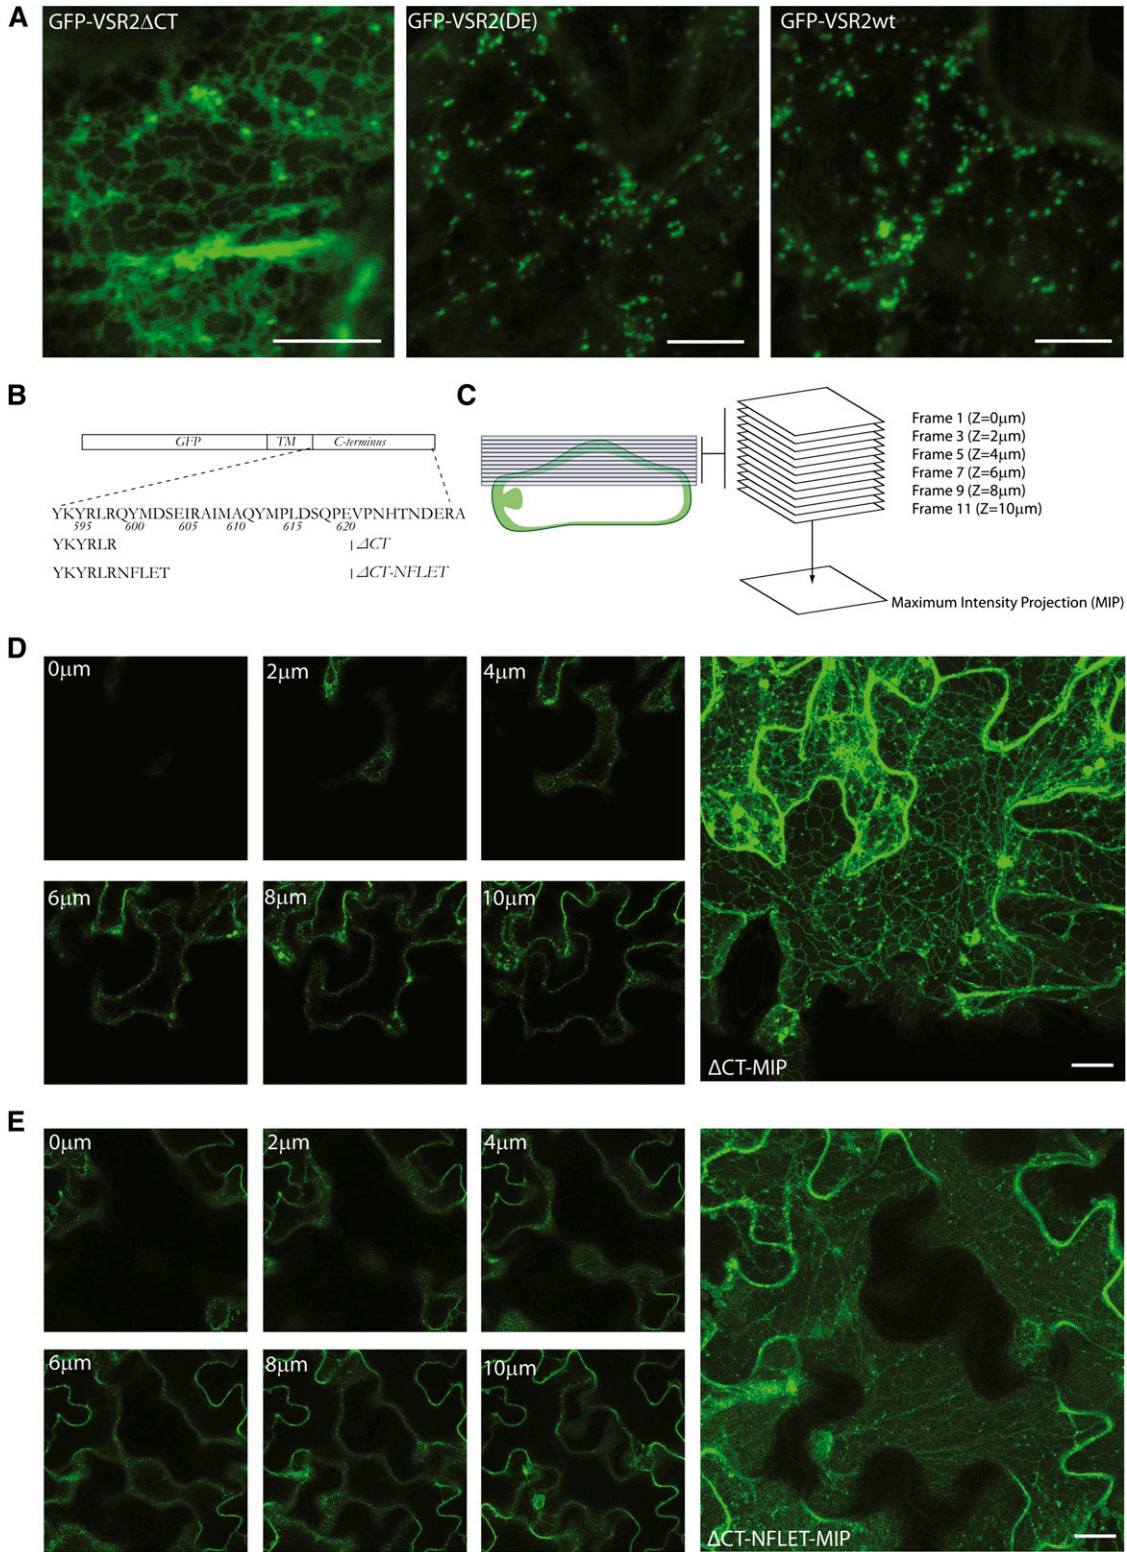 A
GFP-VSR2ΔCT
GFP-VSR2(DE)
GFP-VSR2wt
B
GFP
TM
C-terminus
YKYRLRQYMDSEIRAIMAQYMPLDSQPEVPNHTNDERA
595 600 605 610 615 620
YKYRLR
ΔCT
YKYRLRNFLET
ΔCT-NFLET
C
Frame 1 (Z=0μm)
Frame 3 (Z=2μm)
Frame 5 (Z=4μm)
Frame 7 (Z=6μm)
Frame 9 (Z=8μm)
Frame 11 (Z=10μm)
Maximum Intensity Projection (MIP)
D
0μm
2μm
4μm
6μm
8μm
10μm
ΔCT-MIP
E
0μm
2μm
4μm
6μm
8μm
10μm
ΔCT-NFLET-MIP